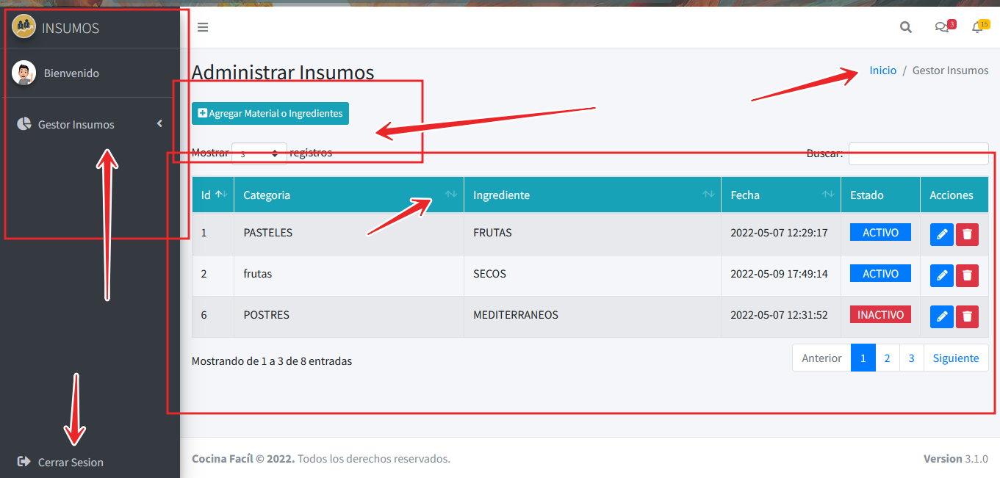 INSUMOS
3
15
Bienvenido
Administrar Insumos
Inicio / Gestor Insumos
Agregar Material o Ingredientes
Gestor Insumos
Mostrar 3 registros
Buscar:
Id Categoria Ingrediente Fecha Estado Acciones
1 PASTELES FRUTAS 2022-05-07 12:29:17 ACTIVO
2 frutas SECOS 2022-05-09 17:49:14 ACTIVO
6 POSTRES MEDITERRANEOS 2022-05-07 12:31:52 INACTIVO
Mostrando de 1 a 3 de 8 entradas
Anterior 1 2 3 Siguiente
Cerrar Sesion
Cocina Facíl © 2022. Todos los derechos reservados.
Version 3.1.0